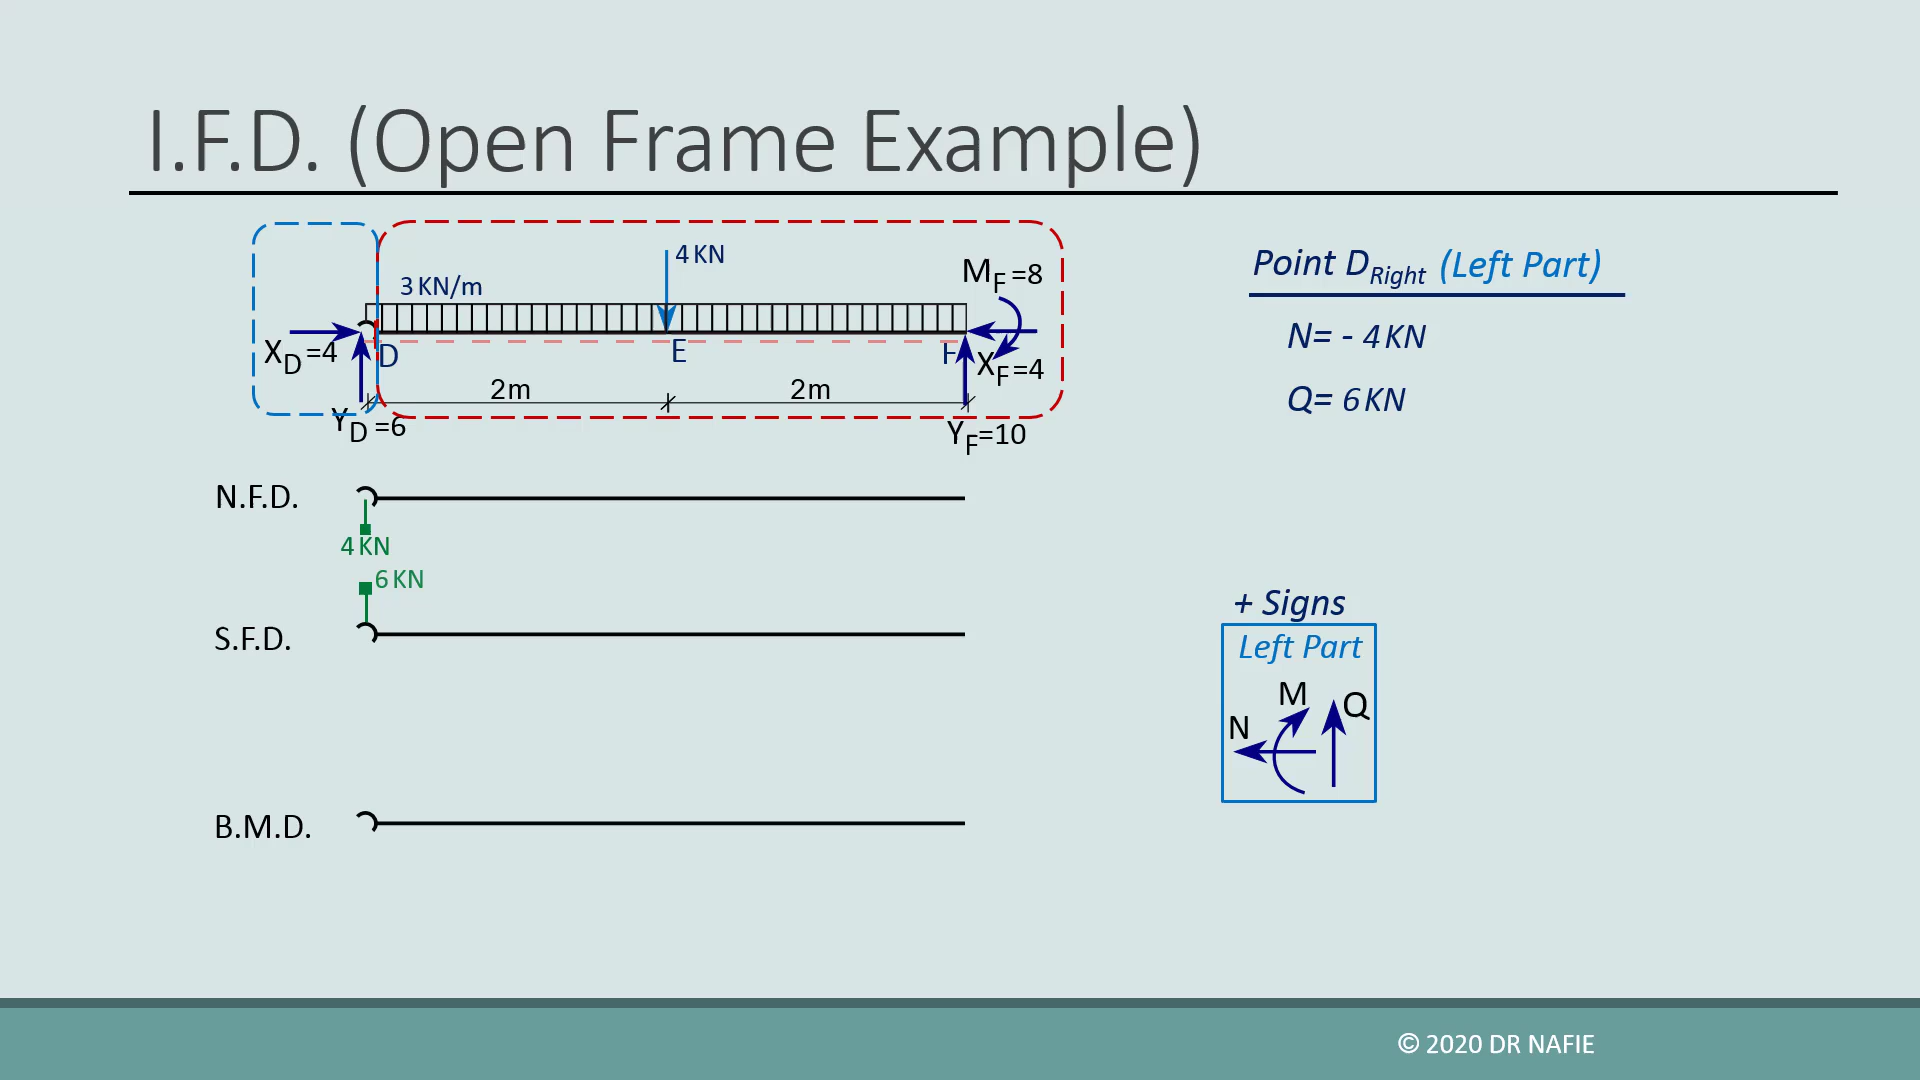 I.F.D. (Open Frame Example)
4 KN
3 KN/m
M_F =8
X_D =4
D
E
F
X_F =4
2m
2m
Y_D =6
Y_F =10
Point D_Right (Left Part)
N= - 4 KN
Q= 6 KN
N.F.D.
4 KN
6 KN
S.F.D.
B.M.D.
+ Signs
Left Part
M
Q
N
© 2020 DR NAFIE